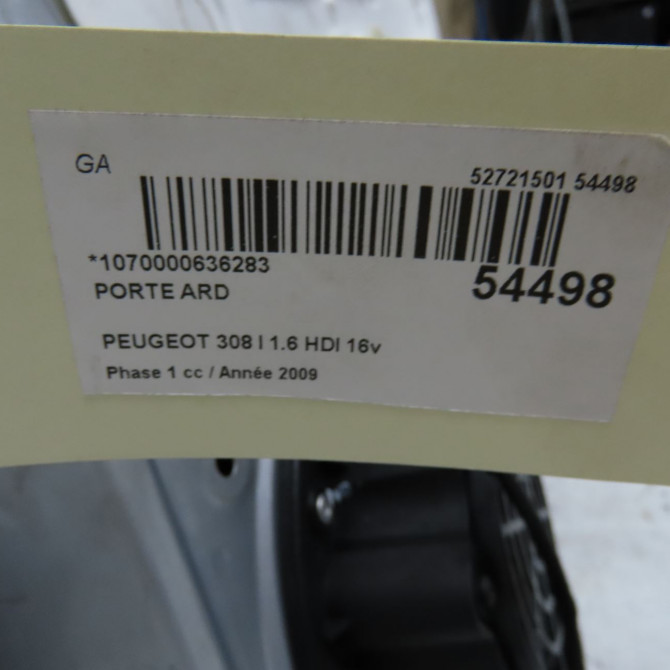 GA
52721501 54498
*1070000636283
54498
PORTE ARD
PEUGEOT 308 I 1.6 HDI 16v
Phase 1 cc / Année 2009